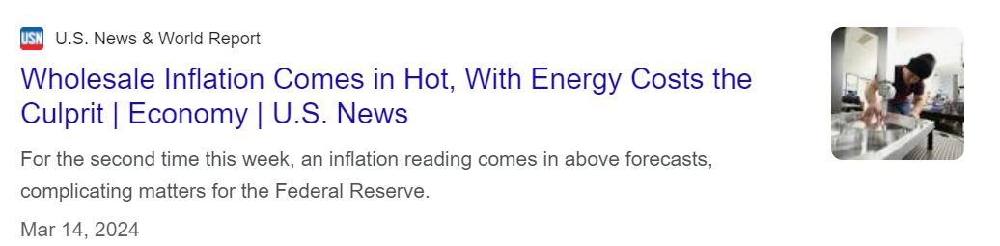 USN U.S. News & World Report
Wholesale Inflation Comes in Hot, With Energy Costs the
Culprit | Economy | U.S. News
For the second time this week, an inflation reading comes in above forecasts,
complicating matters for the Federal Reserve.
Mar 14, 2024